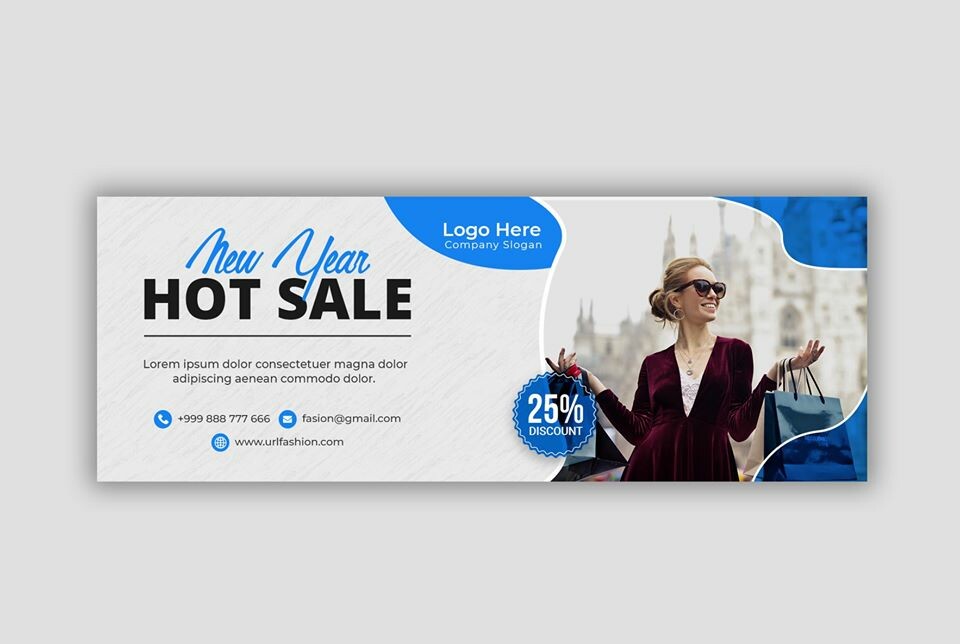 New Year
HOT SALE
Lorem ipsum dolor consectetuer magna dolor
adipiscing aenean commodo dolor.
+999 888 777 666 fasion@gmail.com
www.urlfashion.com
Logo Here
Company Slogan
25%
DISCOUNT